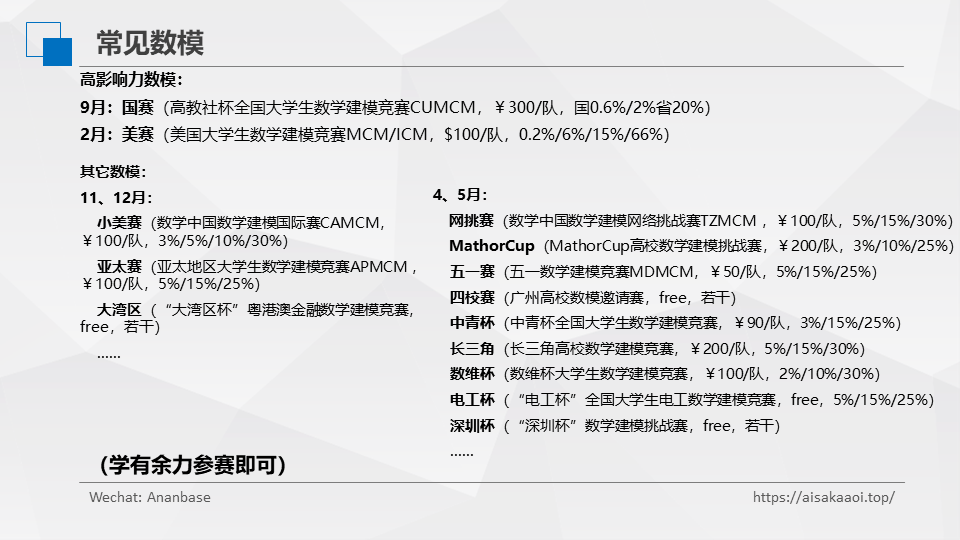 常见数模
高影响力数模：
9月：国赛（高教社杯全国大学生数学建模竞赛CUMCM，￥300/队，国0.6%/2%省20%）
2月：美赛（美国大学生数学建模竞赛MCM/ICM，$100/队，0.2%/6%/15%/66%）
其它数模：
11、12月：
小美赛（数学中国数学建模国际赛CAMCM，
￥100/队，3%/5%/10%/30%）
亚太赛（亚太地区大学生数学建模竞赛APMCM ，
￥100/队，5%/15%/25%）
大湾区（ “大湾区杯”粤港澳金融数学建模竞赛，
free，若干）
......
4、5月：
网挑赛（数学中国数学建模网络挑战赛TZMCM ，￥100/队，5%/15%/30%）
MathorCup（MathorCup高校数学建模挑战赛，￥200/队，3%/10%/25%）
五一赛（五一数学建模竞赛MDMCM，￥50/队，5%/15%/25%）
四校赛（广州高校数模邀请赛，free，若干）
中青杯（中青杯全国大学生数学建模竞赛，￥90/队，3%/15%/25%）
长三角（长三角高校数学建模竞赛，￥200/队，5%/15%/30%）
数维杯（数维杯大学生数学建模竞赛，￥100/队，2%/10%/30%）
电工杯（ “电工杯”全国大学生电工数学建模竞赛，free，5%/15%/25%）
深圳杯（ “深圳杯”数学建模挑战赛，free，若干）
......
（学有余力参赛即可）
Wechat: Ananbase
https://aisakaaoi.top/